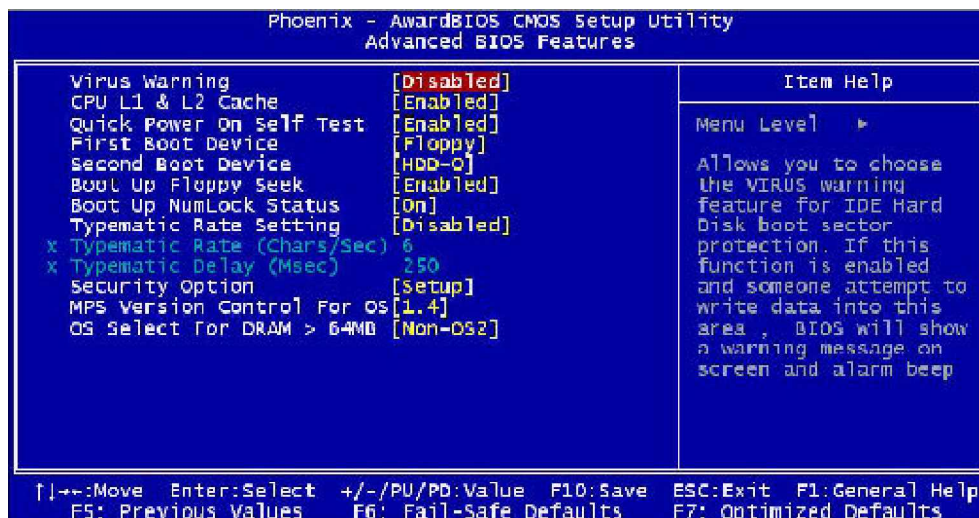 Phoenix - AwardBIOS CMOS Setup Utility
Advanced BIOS Features
Virus Warning [Disabled]
CPU L1 & L2 Cache [Enabled]
Quick Power On Self Test [Enabled]
First Boot Device [Floppy]
Second Boot Device [HDD-0]
Boot Up Floppy Seek [Enabled]
Boot Up NumLock Status [On]
Typematic Rate Setting [Disabled]
x Typematic Rate (Chars/Sec) 6
x Typematic Delay (Msec) 250
Security Option [Setup]
MPS Version Control For OS[1.4]
OS Select For DRAM > 64MB [Non-OS2]
Item Help
Menu Level ►
Allows you to choose
the VIRUS warning
feature for IDE Hard
Disk boot sector
protection. If this
function is enabled
and someone attempt to
write data into this
area , BIOS will show
a warning message on
screen and alarm beep
↑↓→←:Move Enter:Select +/-/PU/PD:Value F10:Save ESC:Exit F1:General Help
F5: Previous Values F6: Fail-Safe Defaults F7: Optimized Defaults